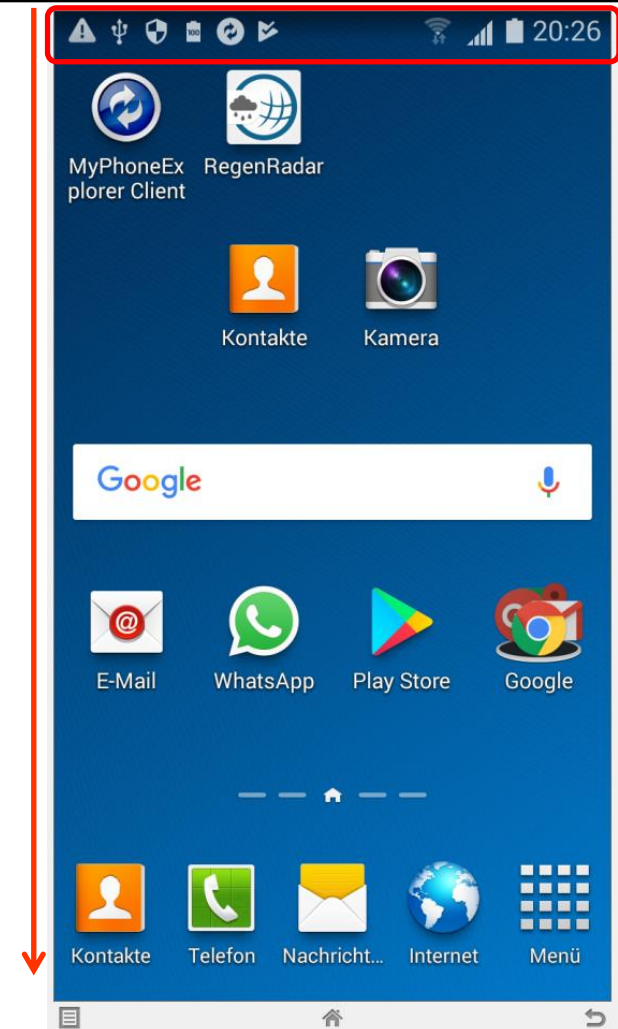 100
20:26
MyPhoneEx
plorer Client
RegenRadar
Kontakte
Kamera
Google
@
E-Mail
WhatsApp
Play Store
Google
Kontakte
Telefon
Nachricht...
Internet
Menü